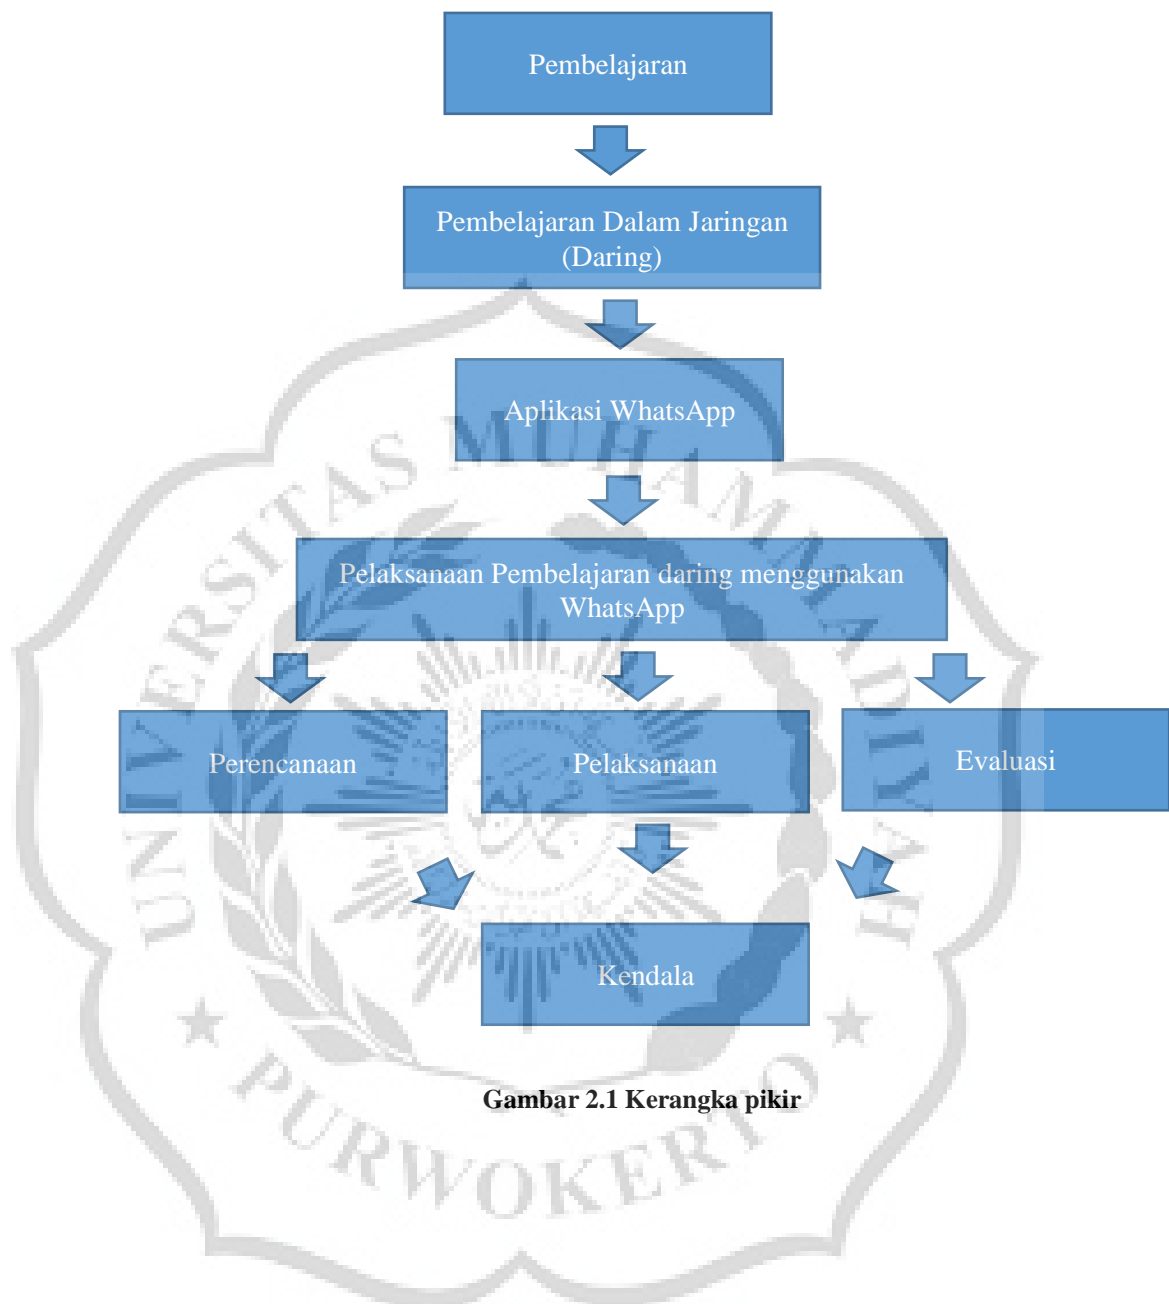 Pembelajaran
Pembelajaran Dalam Jaringan
(Daring)
Aplikasi WhatsApp
Pelaksanaan Pembelajaran daring menggunakan
WhatsApp
Perencanaan
Pelaksanaan
Evaluasi
Kendala
Gambar 2.1 Kerangka pikir
UNIVERSITAS MUHAMMADIYAH
PURWOKERTO